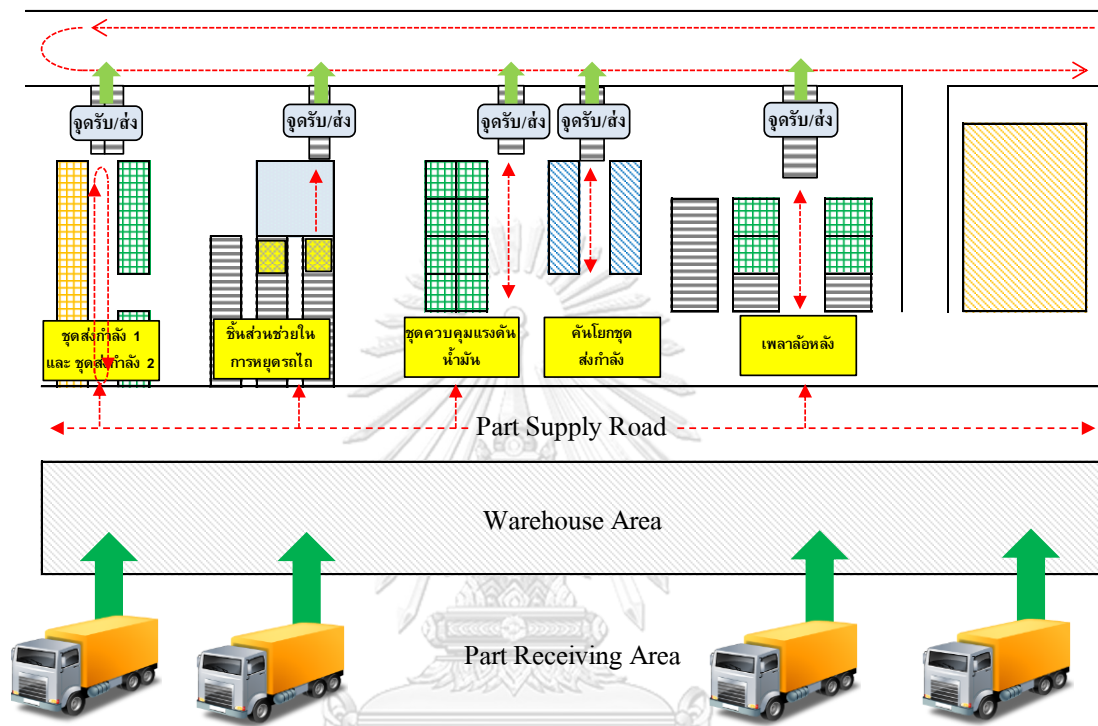 จุดรับ/ส่ง
จุดรับ/ส่ง
จุดรับ/ส่ง
จุดรับ/ส่ง
จุดรับ/ส่ง
ชุดส่งกำลัง 1
และ ชุดส่งกำลัง 2
ชิ้นส่วนช่วยใน
การหยุดรถไถ
ชุดควบคุมแรงดัน
น้ำมัน
คันโยกชุด
ส่งกำลัง
เพลาล้อหลัง
Part Supply Road
Warehouse Area
Part Receiving Area